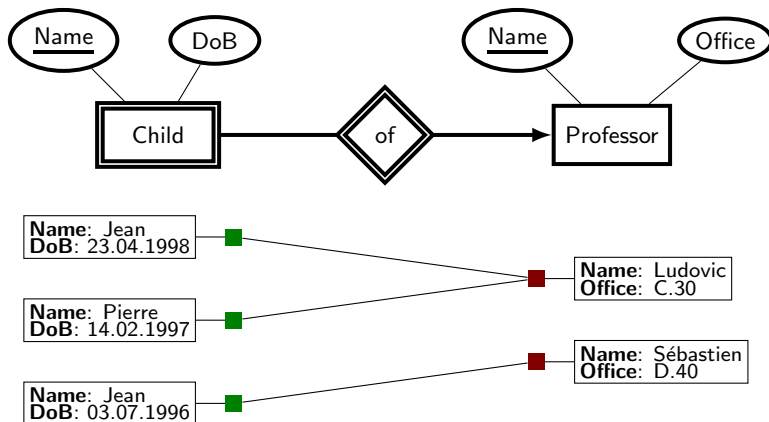 Name
DoB
Name
Office
Child
of
Professor
Name: Jean
DoB: 23.04.1998
Name: Ludovic
Office: C.30
Name: Pierre
DoB: 14.02.1997
Name: Sébastien
Office: D.40
Name: Jean
DoB: 03.07.1996